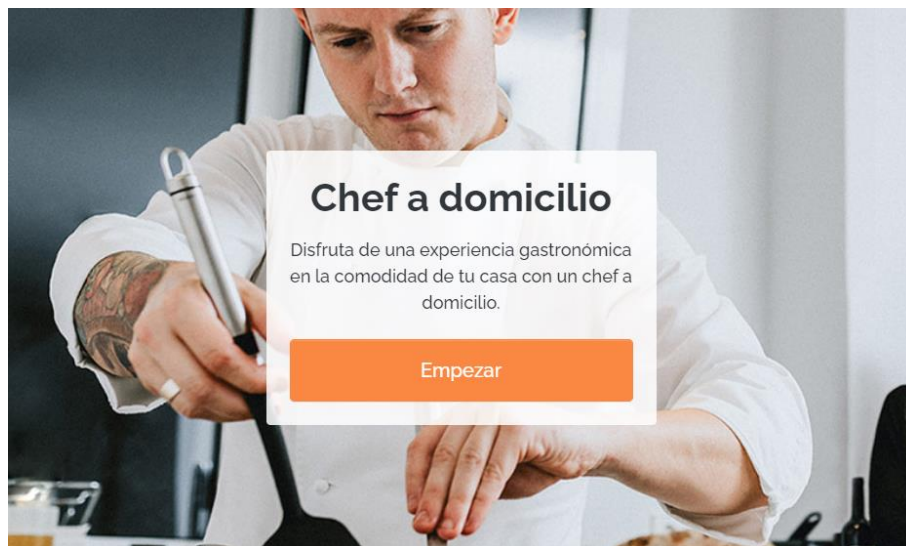 Chef a domicilio
Disfruta de una experiencia gastronómica
en la comodidad de tu casa con un chef a
domicilio.
Empezar